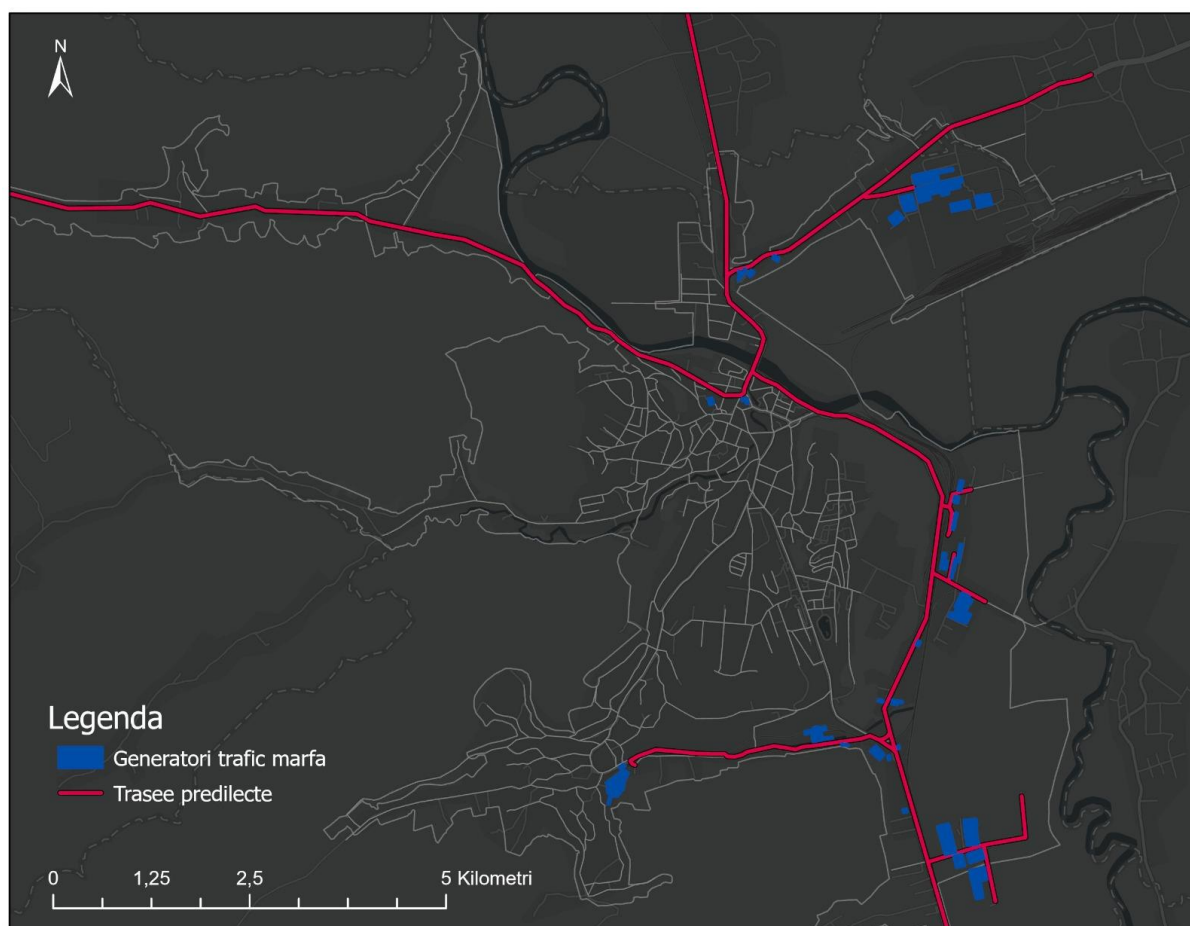 N
Legenda
Generatori trafic marfa
Trasee predilecte
0 1,25 2,5 5 Kilometri